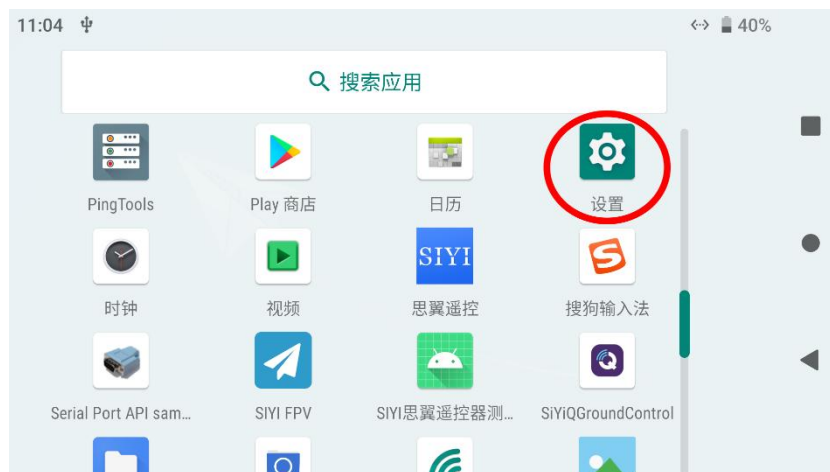 11:04
40%
搜索应用
PingTools
Play 商店
日历
设置
SIYI
时钟
视频
思翼遥控
搜狗输入法
Serial Port API sam...
SIYI FPV
SIYI思翼遥控器测...
SiYiQGroundControl